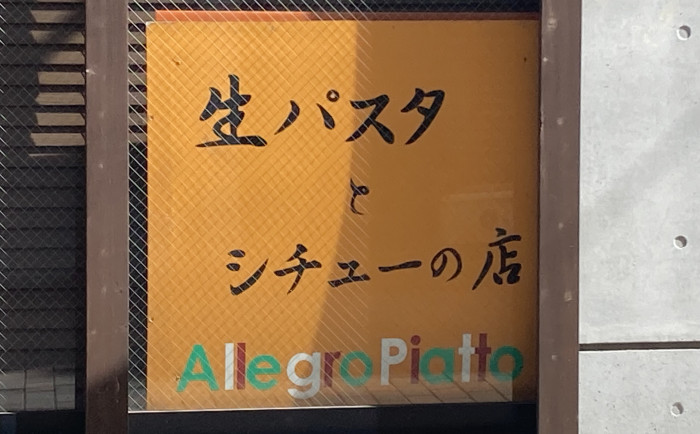 生パスタ
と
シチューの店
AllegroPiatto